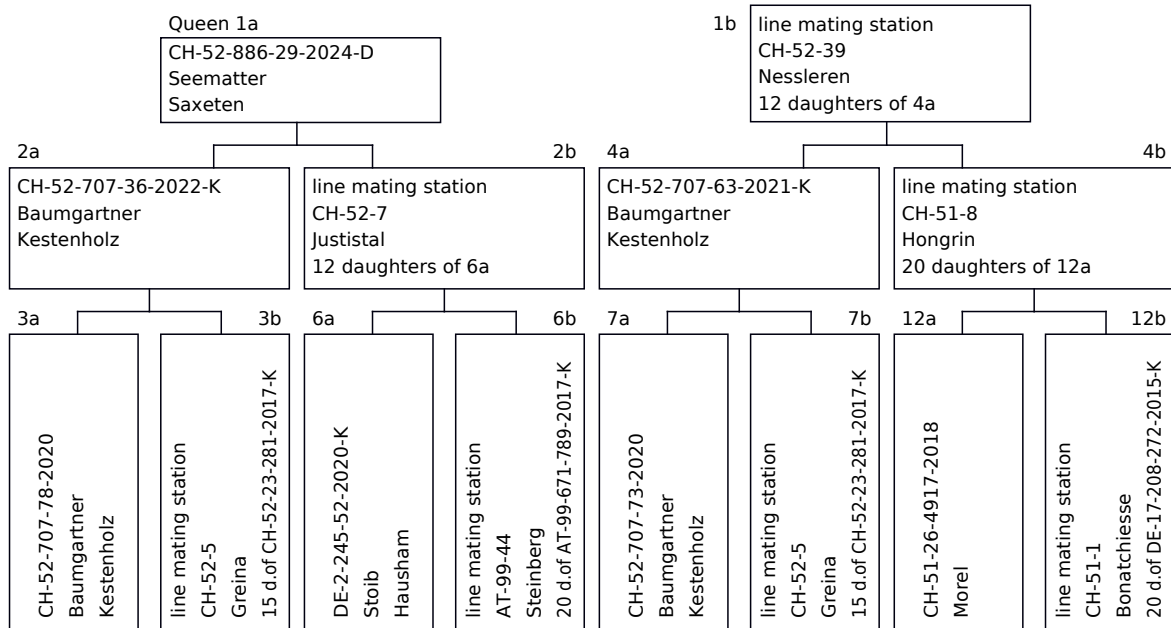 Queen 1a
CH-52-886-29-2024-D
Seematter
Saxeten
1b
line mating station
CH-52-39
Nessleren
12 daughters of 4a
2a
CH-52-707-36-2022-K
Baumgartner
Kestenholz
2b
line mating station
CH-52-7
Justistal
12 daughters of 6a
4a
CH-52-707-63-2021-K
Baumgartner
Kestenholz
4b
line mating station
CH-51-8
Hongrin
20 daughters of 12a
3a
CH-52-707-78-2020
Baumgartner
Kestenholz
3b
line mating station
CH-52-5
Greina
15 d.of CH-52-23-281-2017-K
6a
DE-2-245-52-2020-K
Stoib
Hausham
6b
line mating station
AT-99-44
Steinberg
20 d.of AT-99-671-789-2017-K
7a
CH-52-707-73-2020
Baumgartner
Kestenholz
7b
line mating station
CH-52-5
Greina
15 d.of CH-52-23-281-2017-K
12a
CH-51-26-4917-2018
Morel
12b
line mating station
CH-51-1
Bonatchiesse
20 d.of DE-17-208-272-2015-K